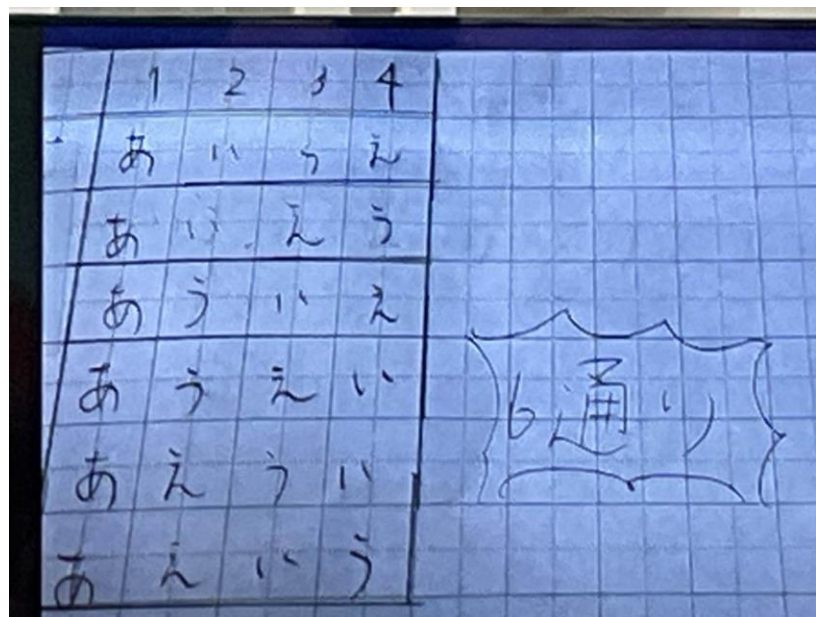 1 2 3 4
あ い う え
あ い え う
あ う い え
あ う え い
あ え う い
あ え い う
6通り